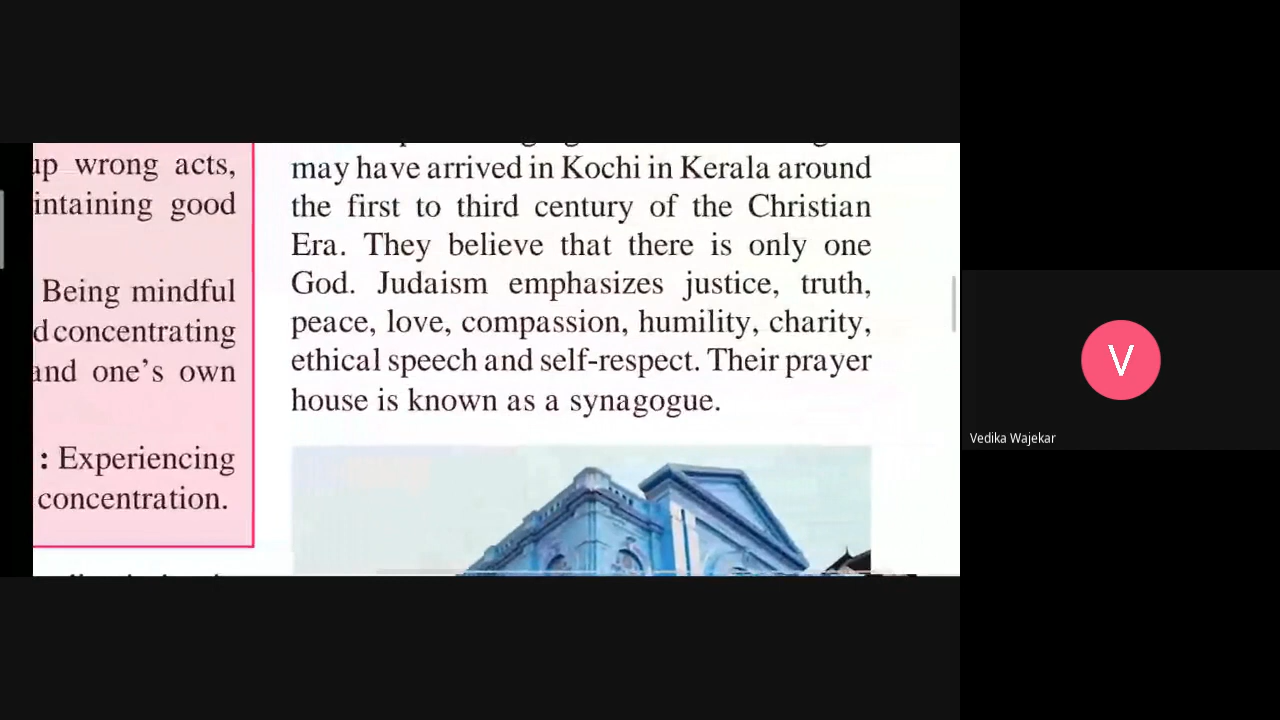 up wrong acts,
intaining good
Being mindful
d concentrating
and one's own
: Experiencing
concentration.
may have arrived in Kochi in Kerala around
the first to third century of the Christian
Era. They believe that there is only one
God. Judaism emphasizes justice, truth,
peace, love, compassion, humility, charity,
ethical speech and self-respect. Their prayer
house is known as a synagogue.
V
Vedika Wajekar